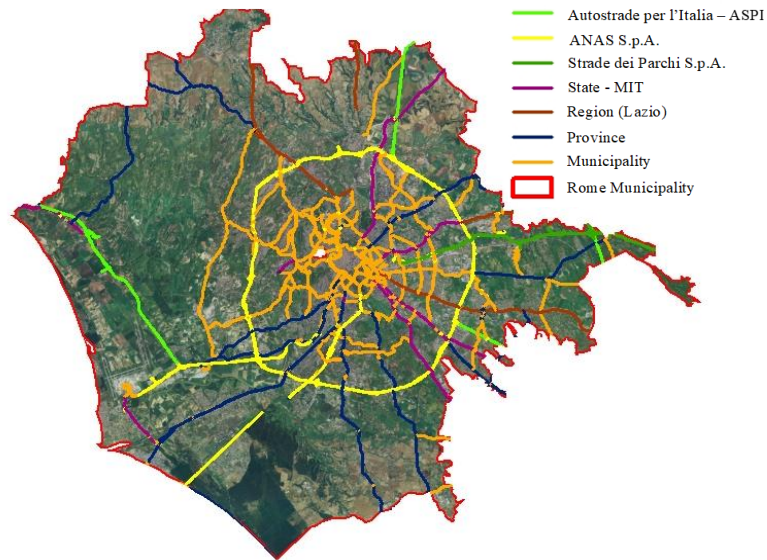 Autostrade per l’Italia – ASPI
ANAS S.p.A.
Strade dei Parchi S.p.A.
State - MIT
Region (Lazio)
Province
Municipality
Rome Municipality